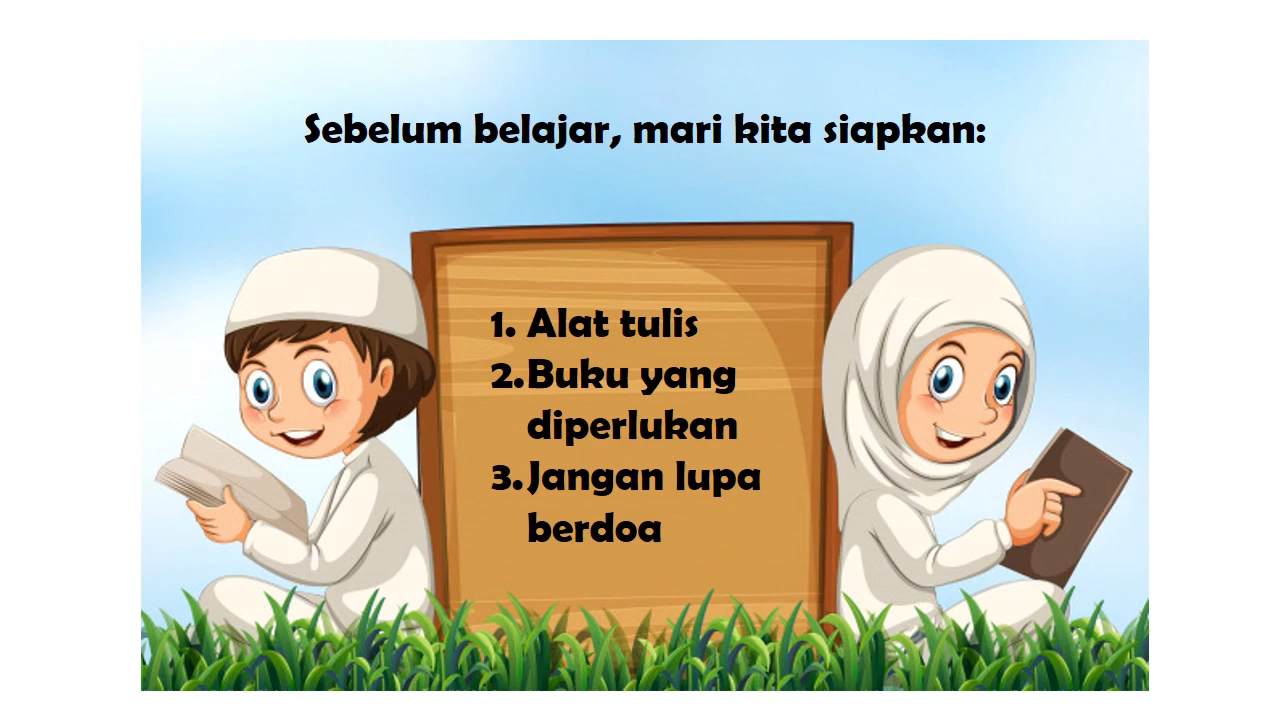 Sebelum belajar, mari kita siapkan:
1. Alat tulis
2. Buku yang
diperlukan
3. Jangan lupa
berdoa